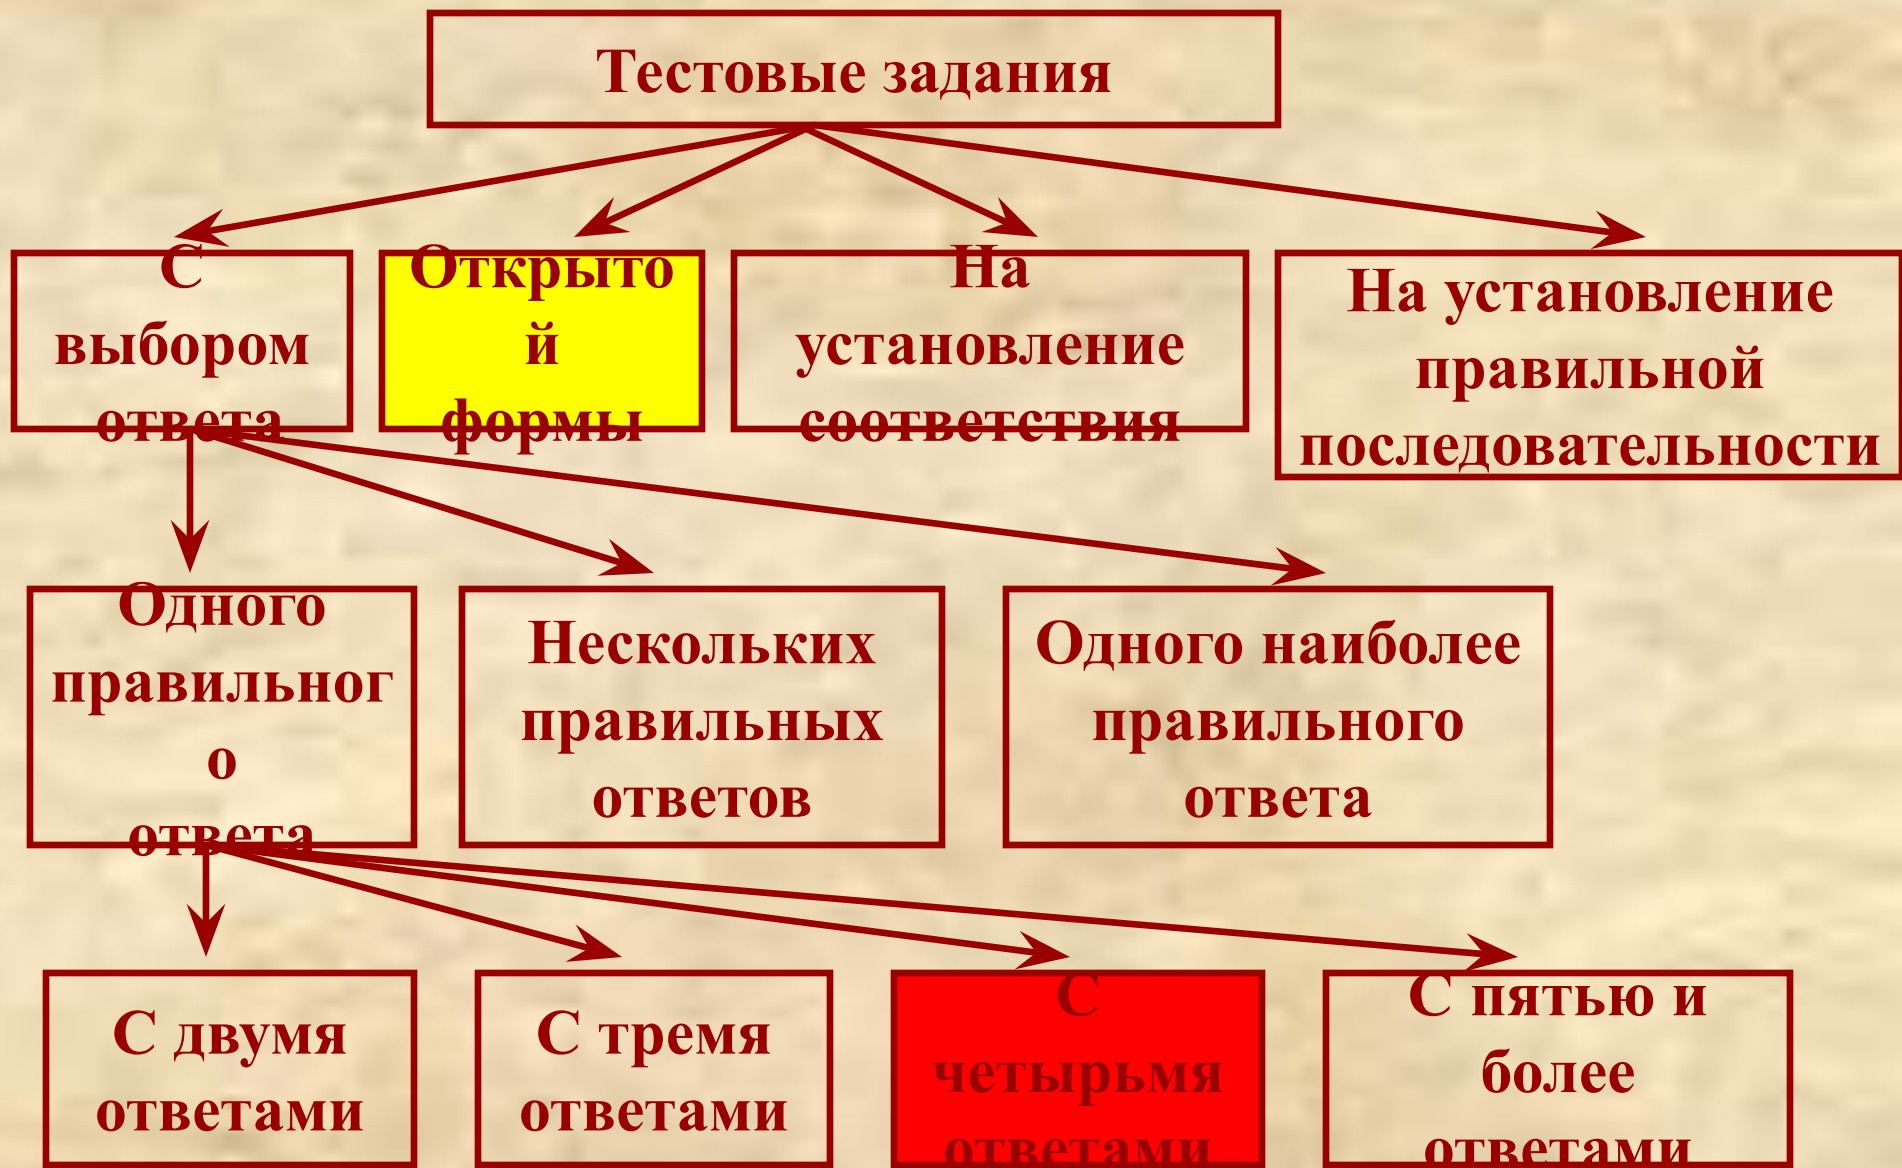 Тестовые задания
С
выбором
ответа
Открыто
й
формы
На
установление
соответствия
На установление
правильной
последовательности
Одного
правильног
о
ответа
Нескольких
правильных
ответов
Одного наиболее
правильного
ответа
С двумя
ответами
С тремя
ответами
С
четырьмя
ответами
С пятью и
более
ответами